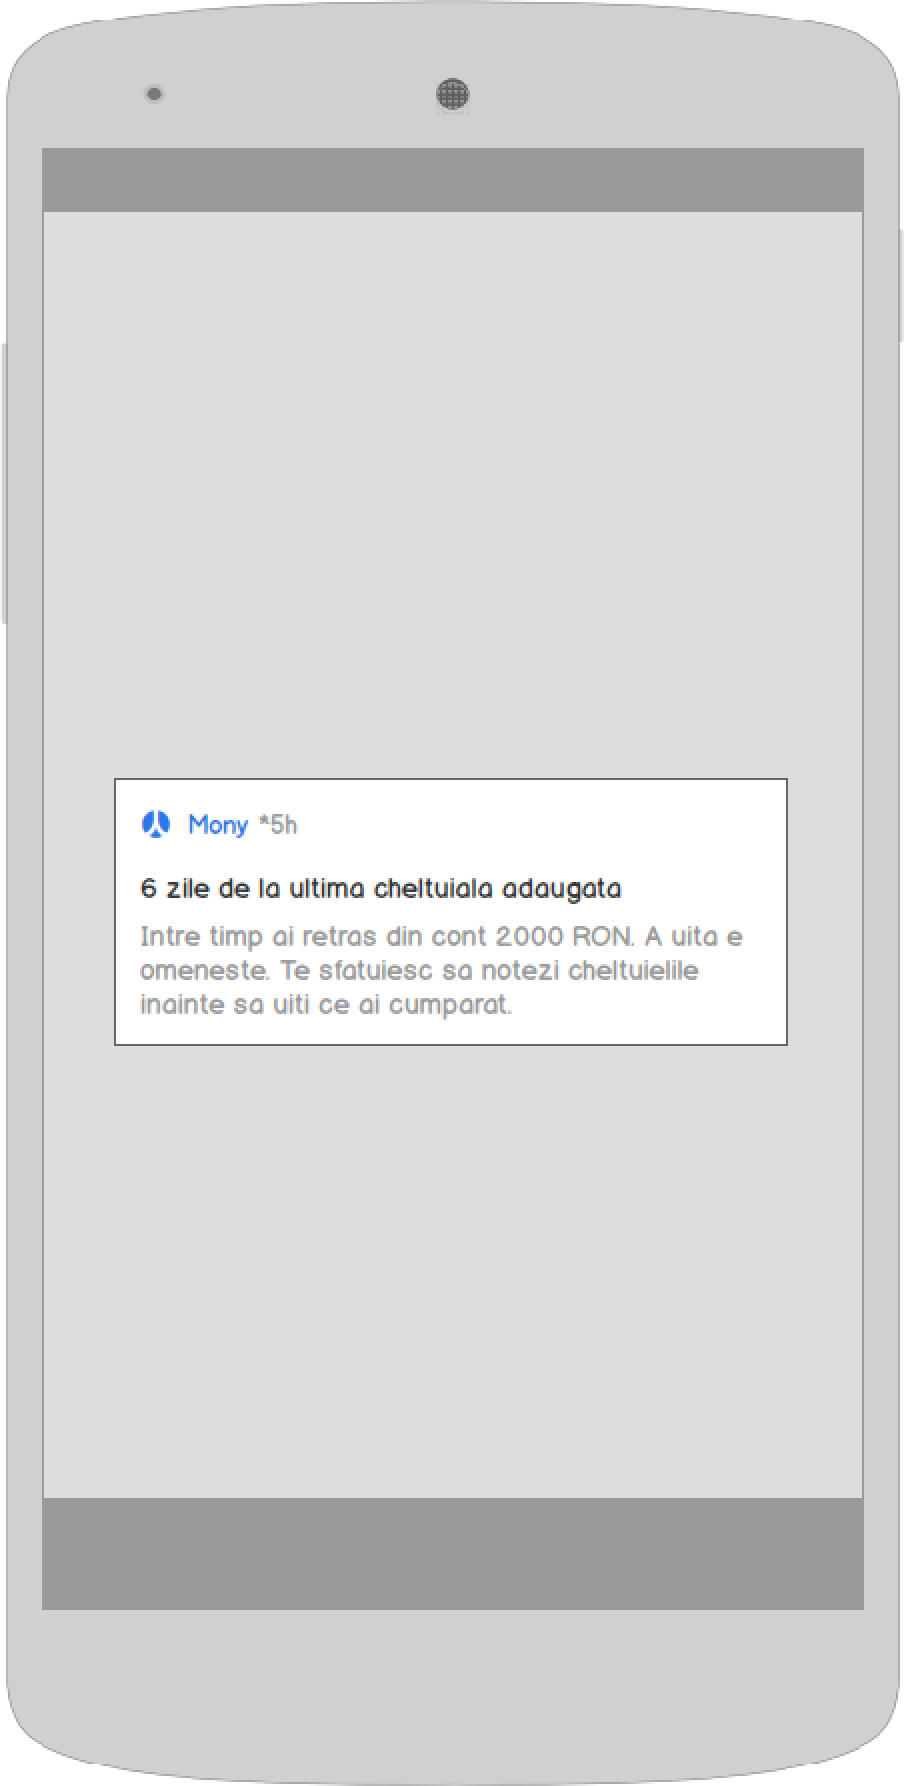 Mony *5h
6 zile de la ultima cheltuiala adaugata
Intre timp ai retras din cont 2000 RON. A uita e
omeneste. Te sfatuiesc sa notezi cheltuielile
inainte sa uiti ce ai cumparat.